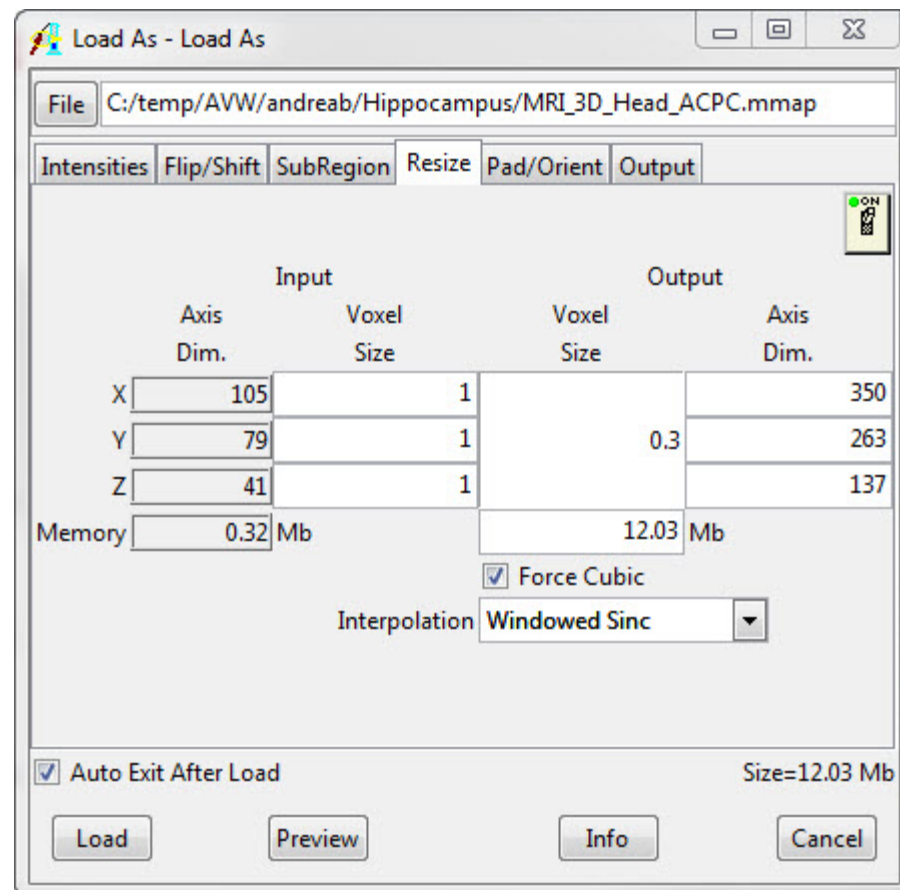 Load As - Load As
File C:/temp/AVW/andreab/Hippocampus/MRI_3D_Head_ACPC.mmap
Intensities Flip/Shift SubRegion Resize Pad/Orient Output
ON
Input Output
Axis Voxel Voxel Axis
Dim. Size Size Dim.
X 105 1 350
Y 79 1 0.3 263
Z 41 1 137
Memory 0.32 Mb 12.03 Mb
Force Cubic
Interpolation Windowed Sinc
Auto Exit After Load Size=12.03 Mb
Load Preview Info Cancel